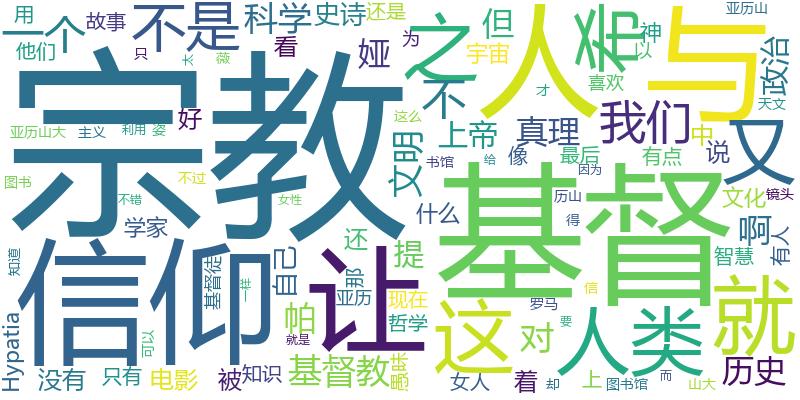 用 故事 科学 史诗 还是 之 人 希 与 亚历山
一个 不是 看 娅 为 但 宇宙 神 以 政治
他们 只 太 薇 不 才 喜欢 天文
宗教 基督 我们 又
亚历山大 主义 利用 姿 好 文明 上帝 真理 中 说
图书 书馆 给 像 最后 有点 因为
不过 不错 女性 历山 得 文化 镜头
信仰 让 什么 啊 有人
学家 还 提 这 对 人类 就 智慧
知道 基督徒 一样 自己 那 亚历 现在 罗马 信
Hypatia 可以 就是 帕 哲学 要
没有 只有 电影 被 知识 基督教 感觉 女人 着 却 上 图书馆 而 山大 历史